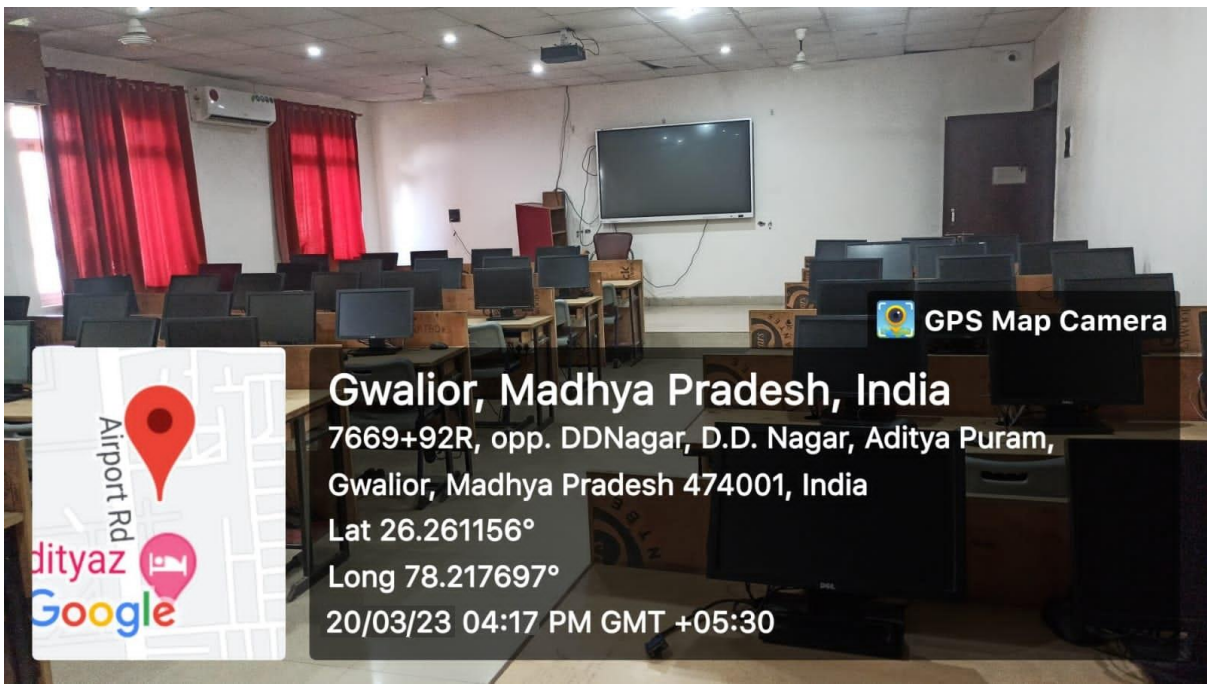 GPS Map Camera
Gwalior, Madhya Pradesh, India
7669+92R, opp. DDNagar, D.D. Nagar, Aditya Puram,
Gwalior, Madhya Pradesh 474001, India
Lat 26.261156°
Long 78.217697°
20/03/23 04:17 PM GMT +05:30
Airport Rd
dityaz
Google
DELL